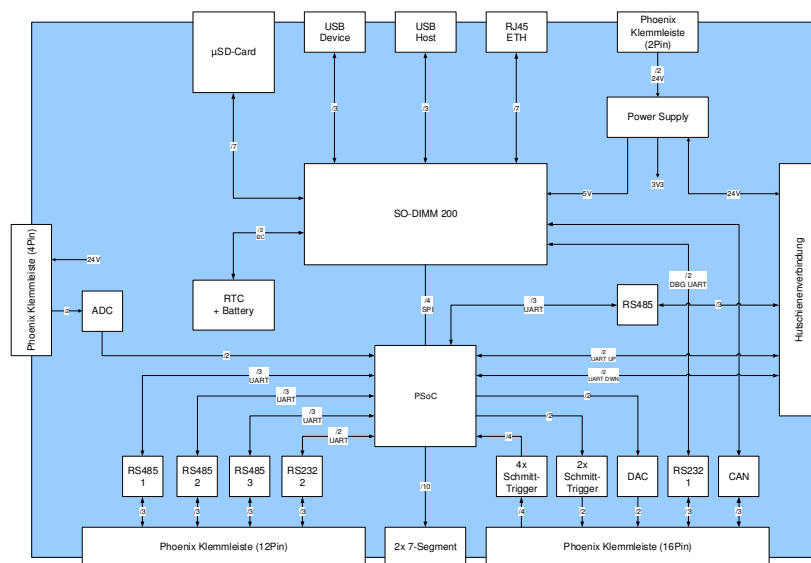 µSD-Card
USB
Device
USB
Host
RJ45
ETH
Phoenix
Klemmleiste
(2Pin)
/2
24V
Power Supply
/3
/3
/7
/7
5V
3V3
24V
SO-DIMM 200
Phoenix Klemmleiste (4Pin)
24V
/2
I2C
RTC
+ Battery
/2
ADC
/2
/4
SPI
/3
UART
RS485
/3
/2
DBG UART
Hutschienenverbindung
/2
UART UP
/2
UART DWN
PSoC
/3
UART
/3
UART
/3
UART
/2
UART
/2
/2
/4
RS485
1
RS485
2
RS485
3
RS232
2
4x
Schmitt-
Trigger
2x
Schmitt-
Trigger
DAC
RS232
1
CAN
/10
/3
/3
/3
/3
/4
/2
/2
/3
/3
Phoenix Klemmleiste (12Pin)
2x 7-Segment
Phoenix Klemmleiste (16Pin)